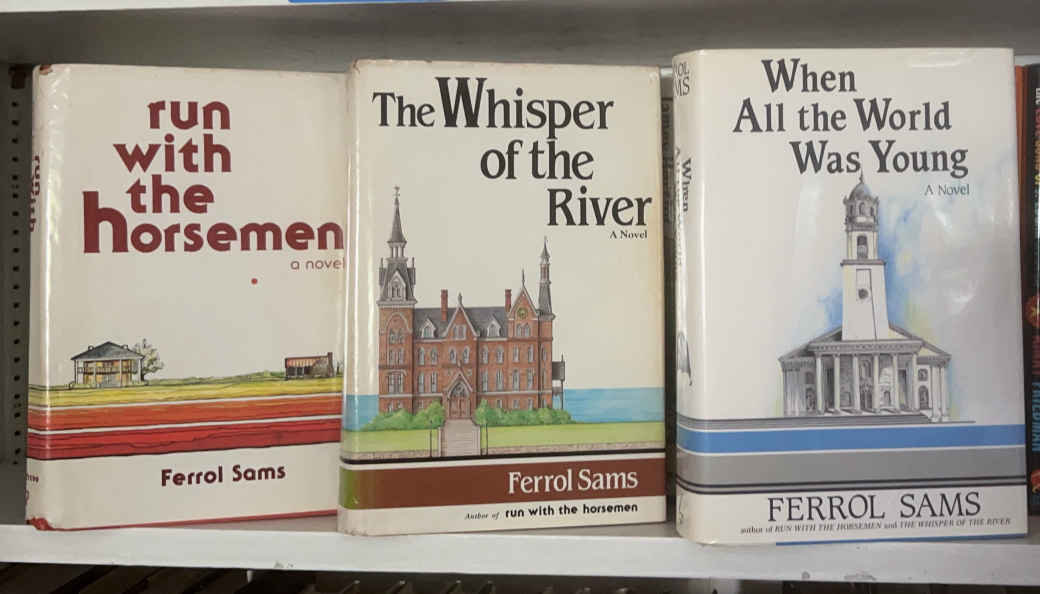 run
with
the
horsemen
a novel
Ferrol Sams
The Whisper
of the
River
A Novel
Ferrol Sams
Author of run with the horsemen
When
All the World
Was Young
A Novel
FERROL SAMS
author of RUN WITH THE HORSEMEN and THE WHISPER OF THE RIVER
When